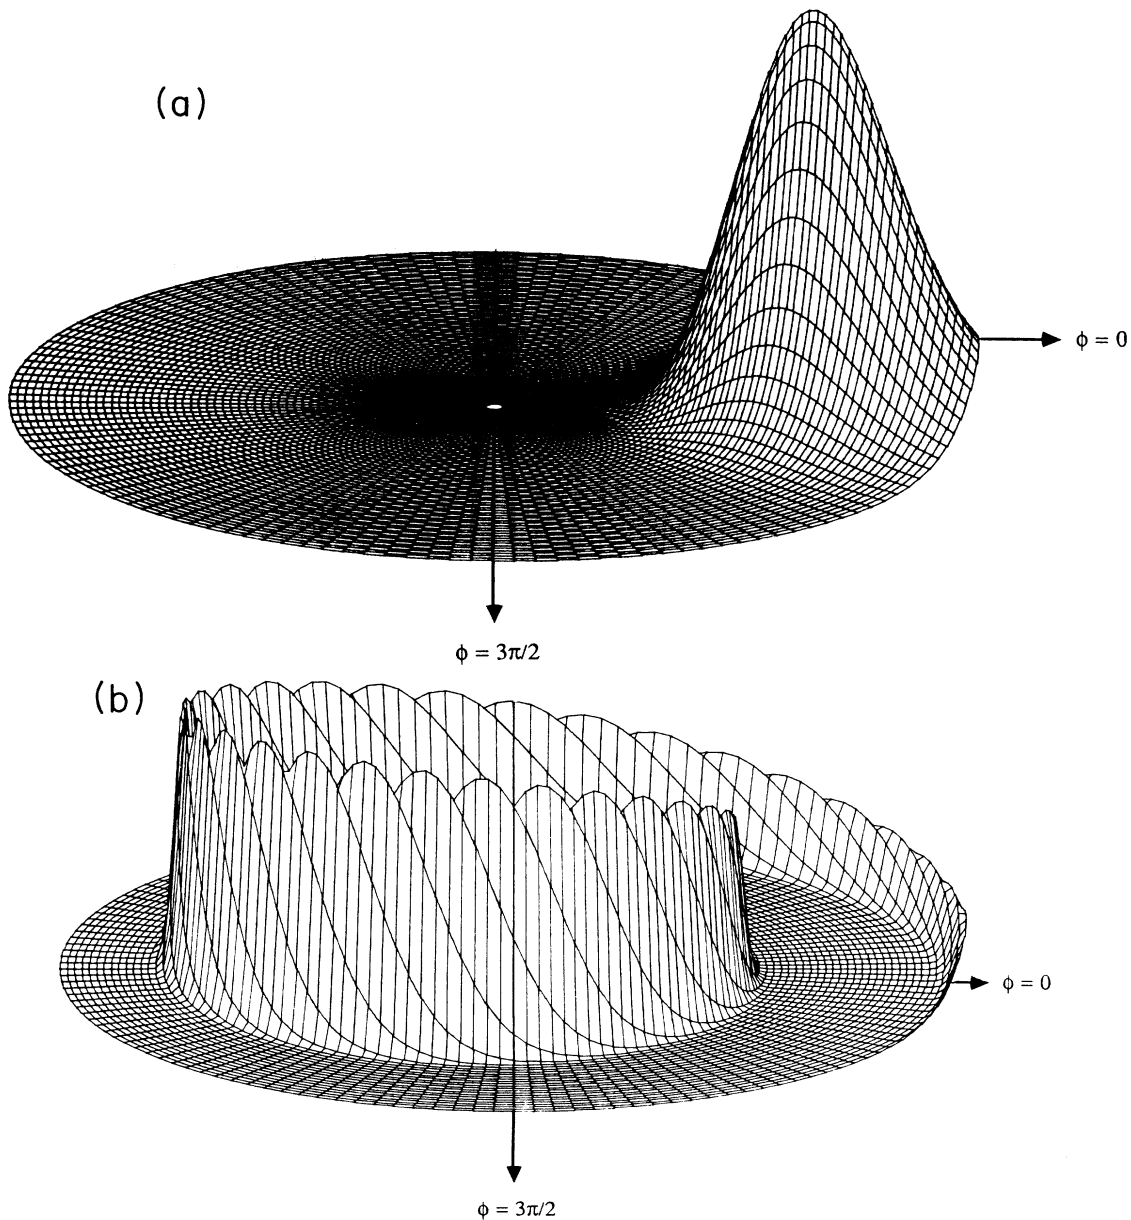 (a)
ϕ = 0
ϕ = 3π/2
(b)
ϕ = 0
ϕ = 3π/2